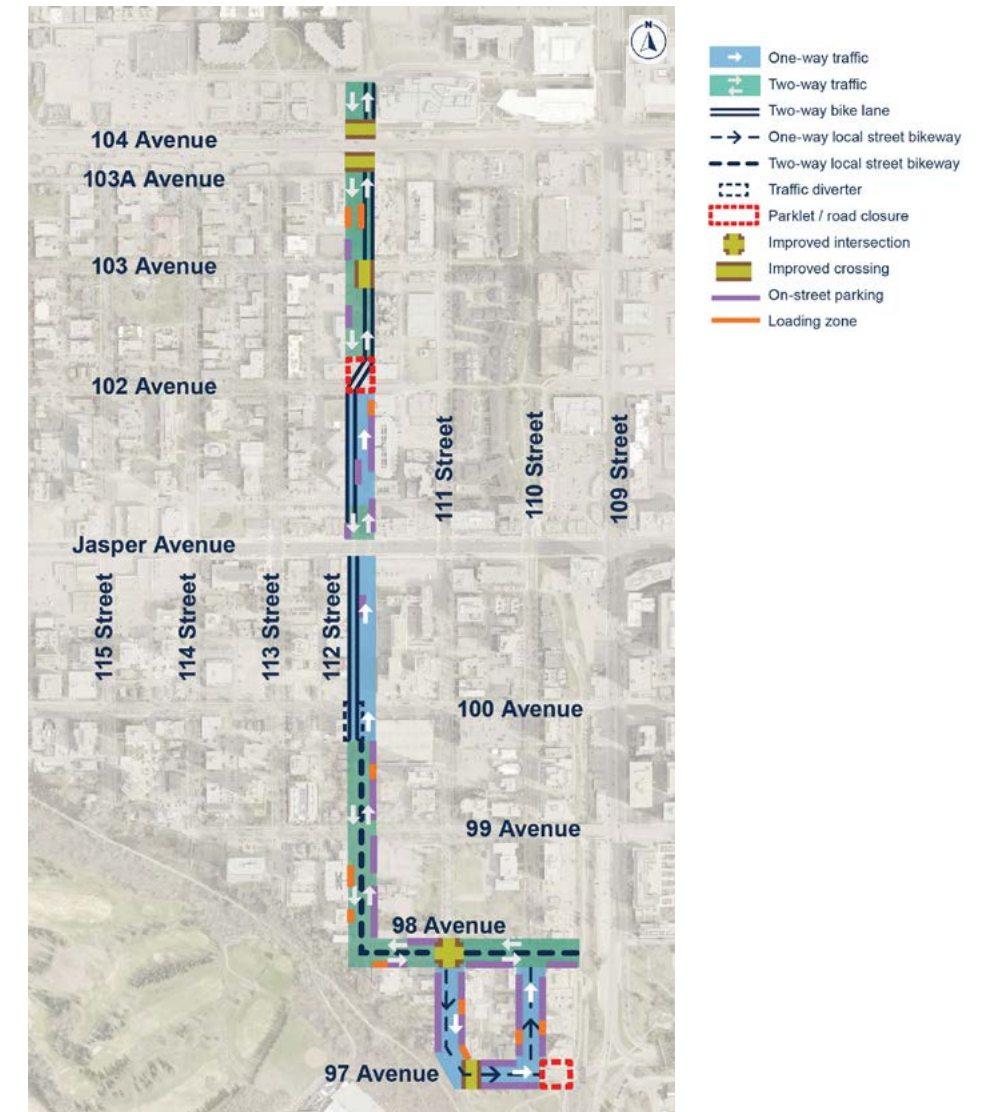 N
104 Avenue
103A Avenue
103 Avenue
102 Avenue
111 Street
110 Street
109 Street
Jasper Avenue
115 Street
114 Street
113 Street
112 Street
100 Avenue
99 Avenue
98 Avenue
97 Avenue
One-way traffic
Two-way traffic
Two-way bike lane
One-way local street bikeway
Two-way local street bikeway
Traffic diverter
Parklet / road closure
Improved intersection
Improved crossing
On-street parking
Loading zone